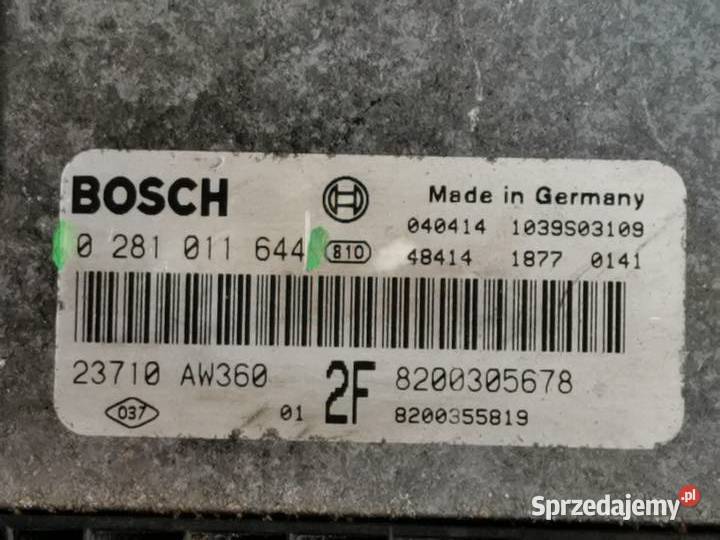 BOSCH Made in Germany
040414 1039S03109
0 281 011 644 810 48414 1877 0141
23710 AW360 2F 8200305678
037 01 8200355819
Sprzedajemy.pl